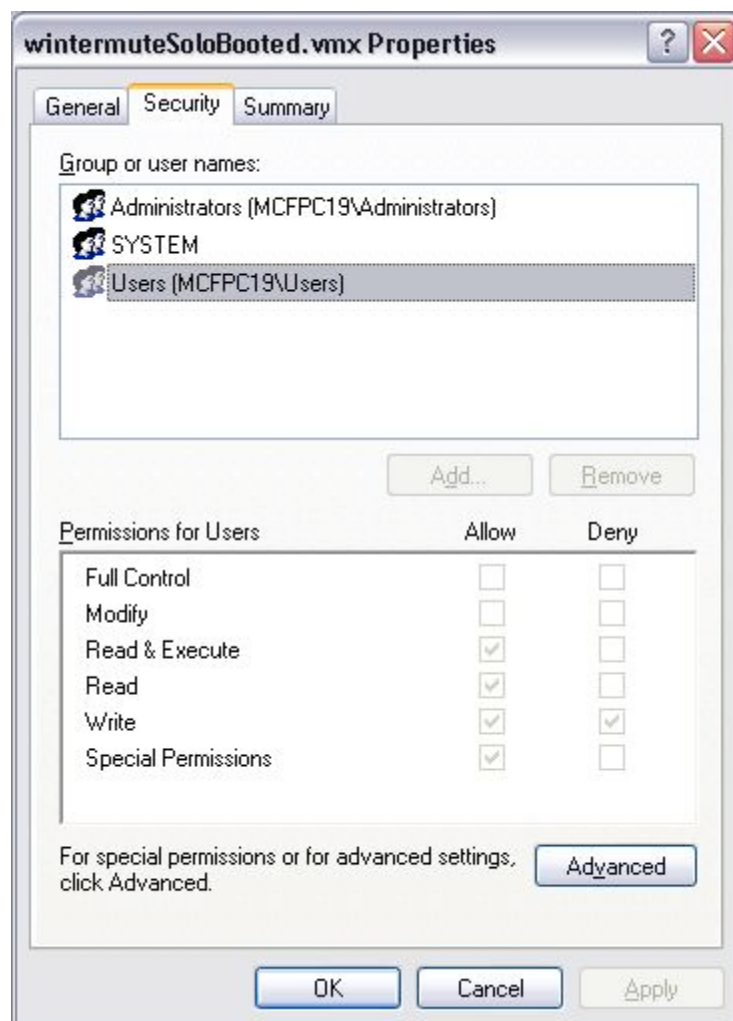 wintermuteSoloBooted.vmx Properties
General Security Summary
Group or user names:
Administrators (MCFPC19\Administrators)
SYSTEM
Users (MCFPC19\Users)
Add... Remove
Permissions for Users Allow Deny
Full Control
Modify
Read & Execute
Read
Write
Special Permissions
For special permissions or for advanced settings,
click Advanced.
Advanced
OK Cancel Apply